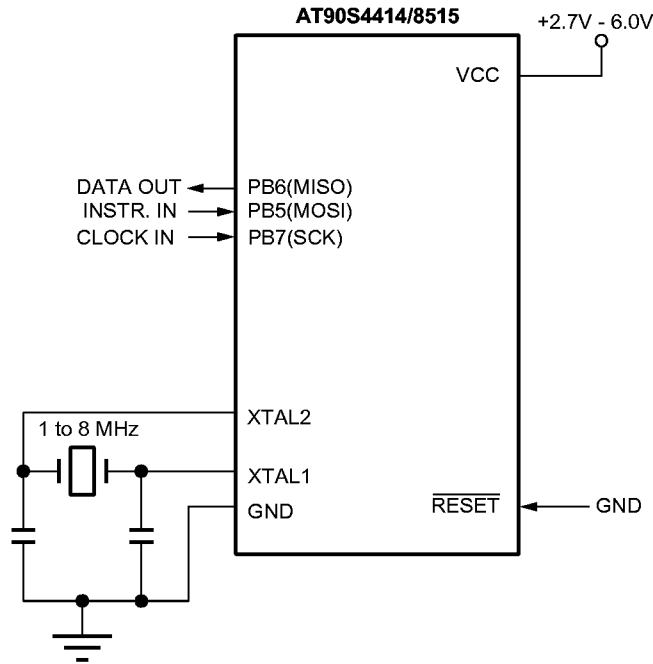 AT90S4414/8515
+2.7V - 6.0V
VCC
DATA OUT PB6(MISO)
INSTR. IN PB5(MOSI)
CLOCK IN PB7(SCK)
XTAL2
1 to 8 MHz
XTAL1
GND
RESET GND